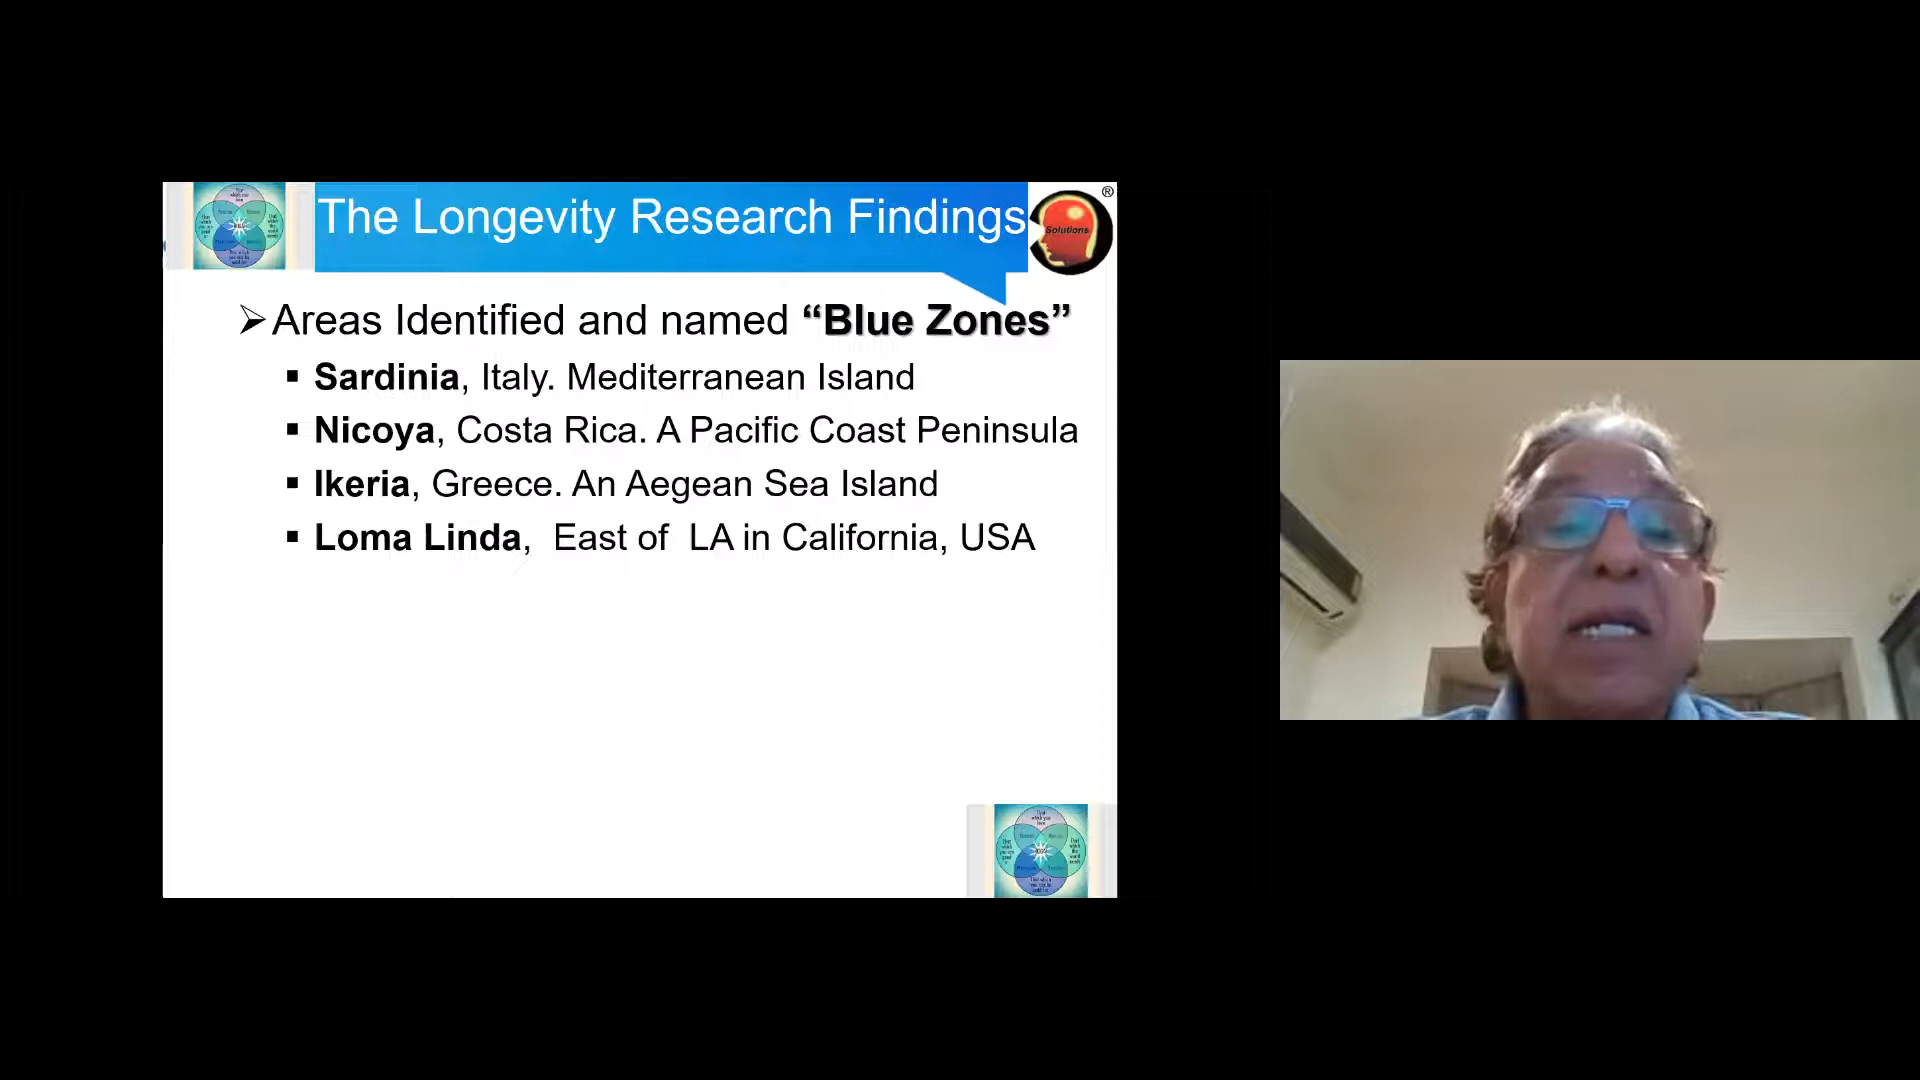 The Longevity Research Findings
®
Solutions
➢Areas Identified and named “Blue Zones”
▪ Sardinia, Italy. Mediterranean Island
▪ Nicoya, Costa Rica. A Pacific Coast Peninsula
▪ Ikeria, Greece. An Aegean Sea Island
▪ Loma Linda, East of LA in California, USA